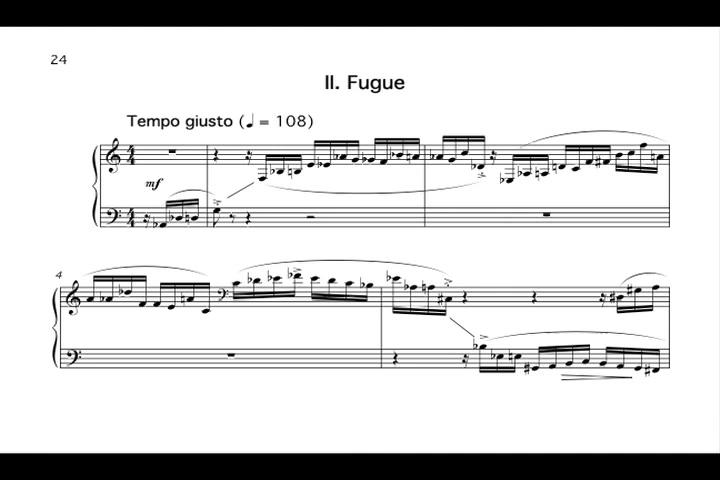 24
II. Fugue
Tempo giusto (♩ = 108)
mf
4